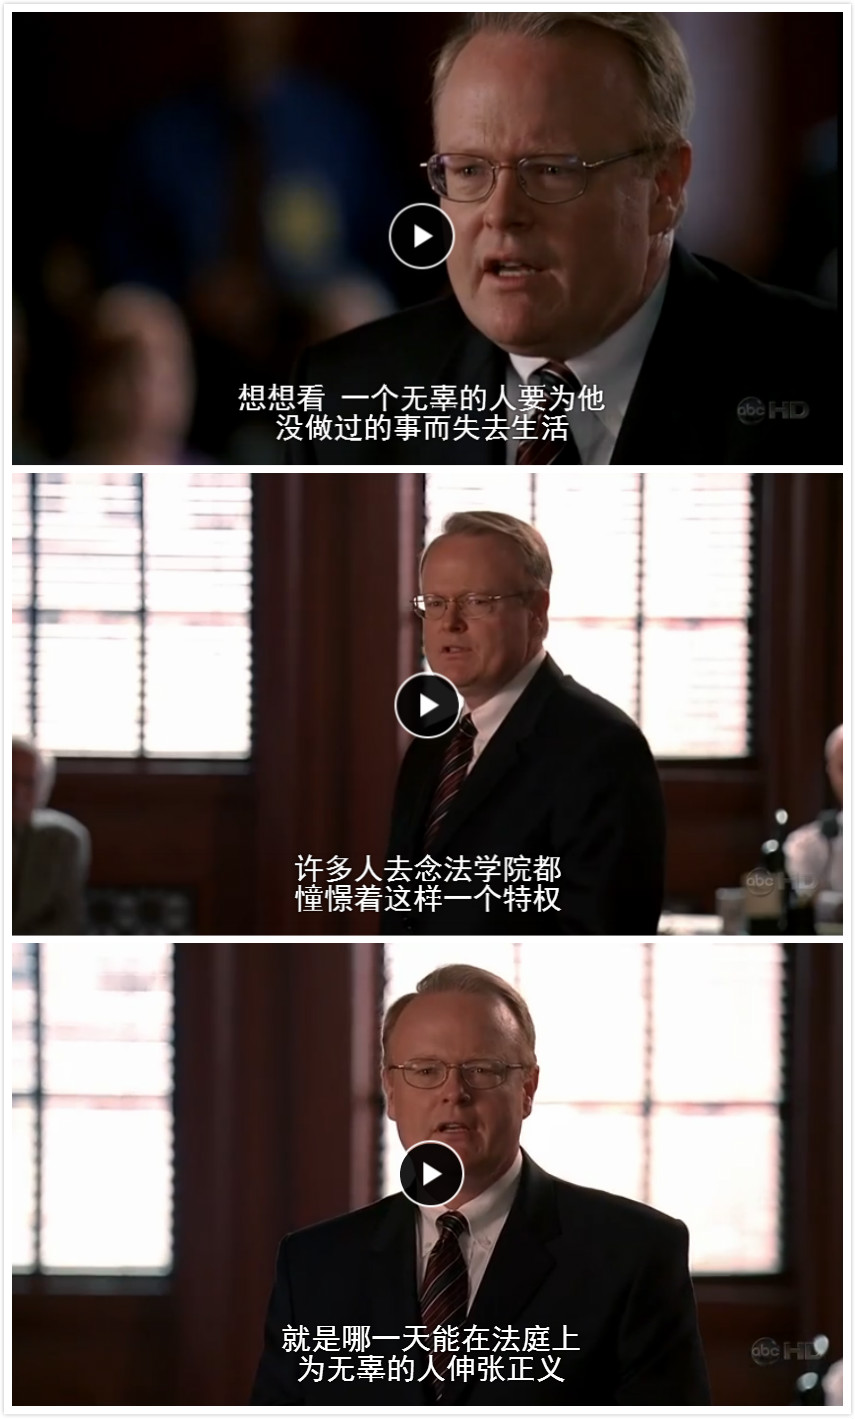 想想看 一个无辜的人要为他
没做过的事而失去生活
abc HD
许多人去念法学院都
憧憬着这样一个特权
abc HD
就是哪一天能在法庭上
为无辜的人伸张正义
abc HD